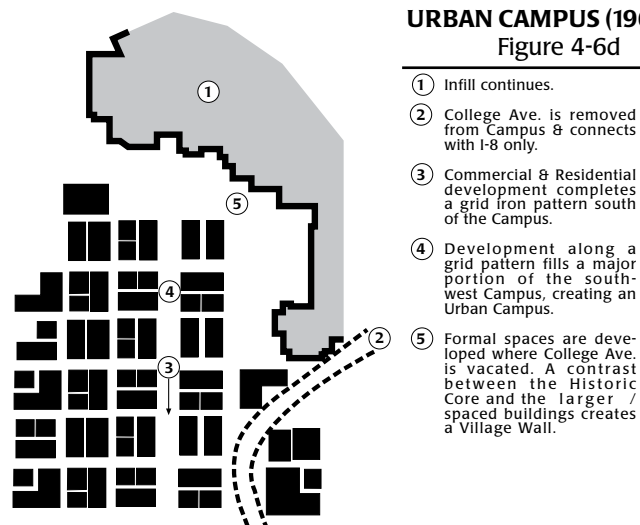 URBAN CAMPUS (196
Figure 4-6d
1 Infill continues.
2 College Ave. is removed
from Campus & connects
with I-8 only.
3 Commercial & Residential
development completes
a grid iron pattern south
of the Campus.
4 Development along a
grid pattern fills a major
portion of the south-
west Campus, creating an
Urban Campus.
5 Formal spaces are deve-
loped where College Ave.
is vacated. A contrast
between the Historic
Core and the larger /
spaced buildings creates
a Village Wall.
1
5
4
3
2